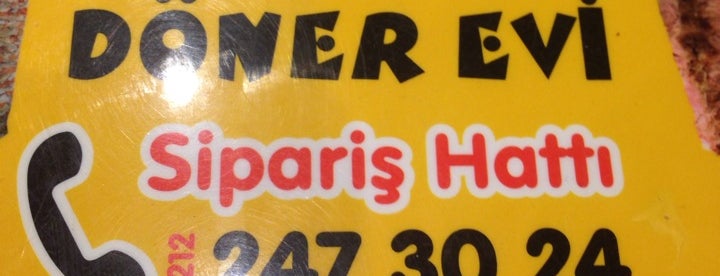 DÖNER EVİ
Sipariş Hattı
212 247 30 24